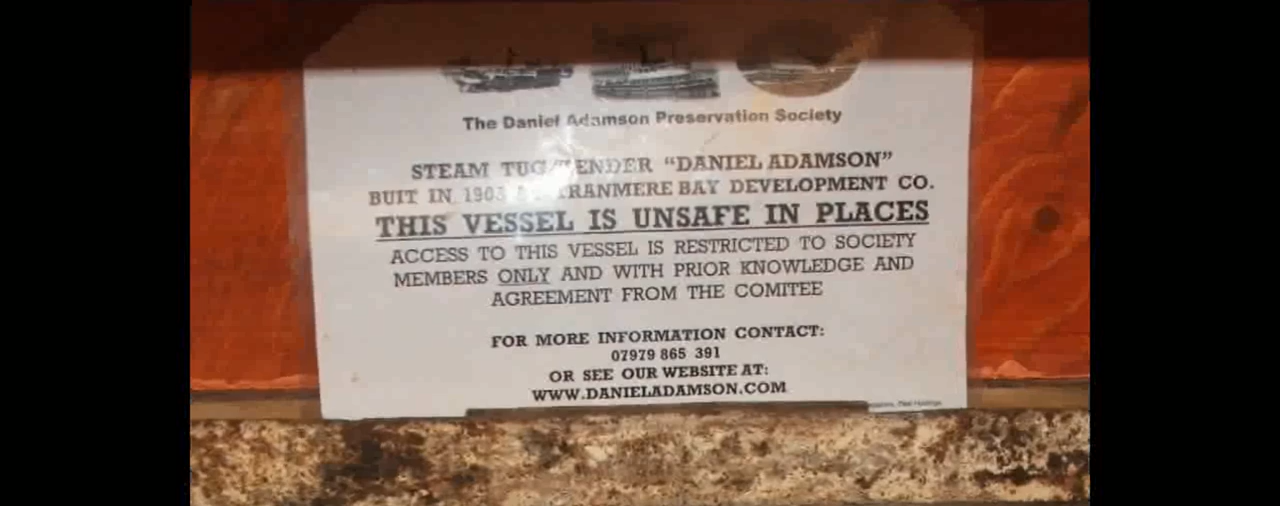 The Daniel Adamson Preservation Society
STEAM TUG/TENDER “DANIEL ADAMSON”
BUIT IN 1903 TRANMERE BAY DEVELOPMENT CO.
THIS VESSEL IS UNSAFE IN PLACES
ACCESS TO THIS VESSEL IS RESTRICTED TO SOCIETY
MEMBERS ONLY AND WITH PRIOR KNOWLEDGE AND
AGREEMENT FROM THE COMITEE
FOR MORE INFORMATION CONTACT:
07979 865 391
OR SEE OUR WEBSITE AT:
WWW.DANIELADAMSON.COM